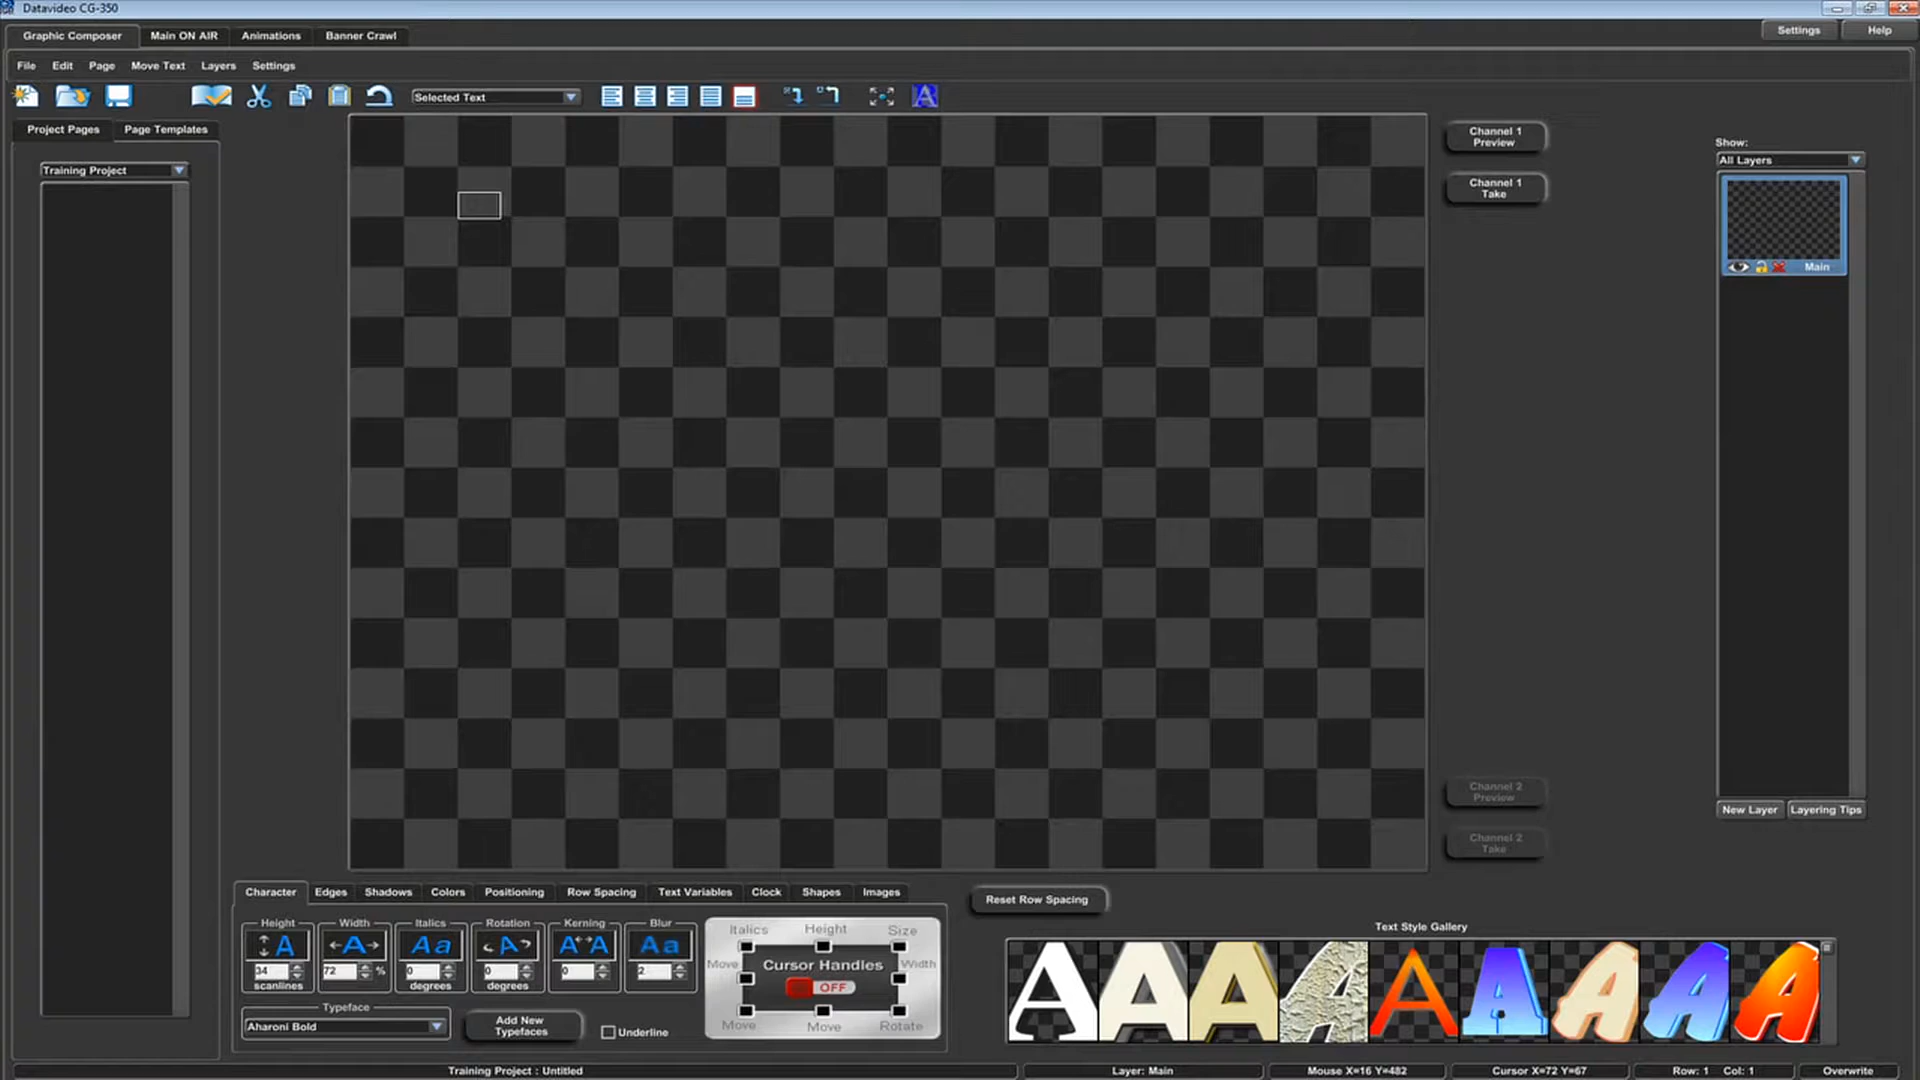 Datavideo CG-350
Graphic Composer
Main ON AIR
Animations
Banner Crawl
Settings
Help
File
Edit
Page
Move Text
Layers
Settings
Selected Text
A
Project Pages
Page Templates
Training Project
Channel 1
Preview
Channel 1
Take
Show:
All Layers
Main
Channel 2
Preview
Channel 2
Take
New Layer
Layering Tips
Character
Edges
Shadows
Colors
Positioning
Row Spacing
Text Variables
Clock
Shapes
Images
Reset Row Spacing
Height
Width
Italics
Rotation
Kerning
Blur
A
A
Aa
A
AA
Aa
34
72
%
0
0
0
2
scanlines
degrees
degrees
Italics
Height
Size
Move
Cursor Handles
Width
OFF
Move
Move
Rotate
Typeface
Aharoni Bold
Add New
Typefaces
Underline
Text Style Gallery
A A A A A A A A A
Training Project : Untitled
Layer: Main
Mouse X=16 Y=482
Cursor X=72 Y=67
Row: 1 Col: 1
Overwrite